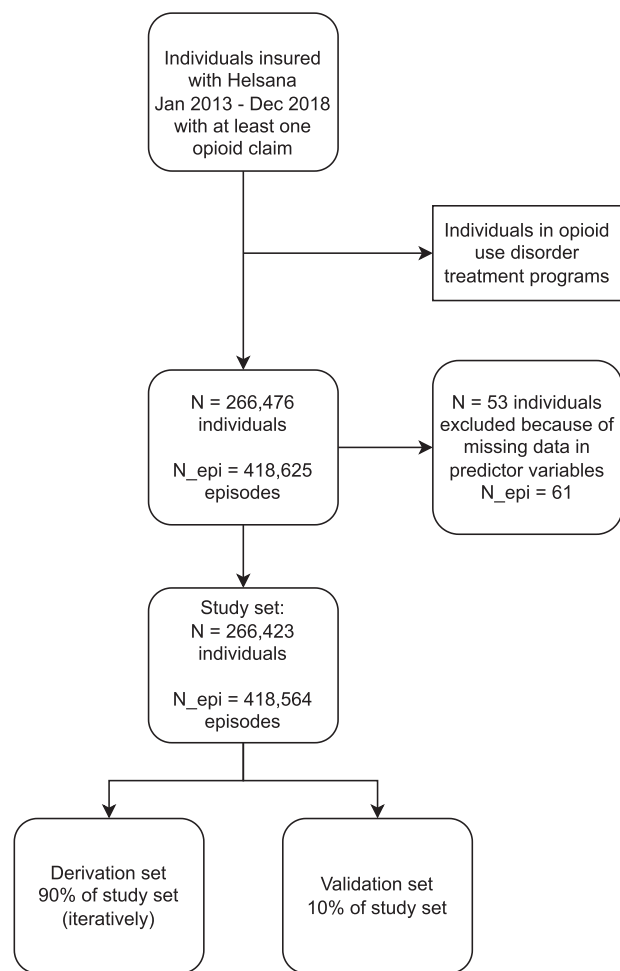 Individuals insured
with Helsana
Jan 2013 - Dec 2018
with at least one
opioid claim
Individuals in opioid
use disorder
treatment programs
N = 266,476
individuals
N_epi = 418,625
episodes
N = 53 individuals
excluded because of
missing data in
predictor variables
N_epi = 61
Study set:
N = 266,423
individuals
N_epi = 418,564
episodes
Derivation set
90% of study set
(iteratively)
Validation set
10% of study set